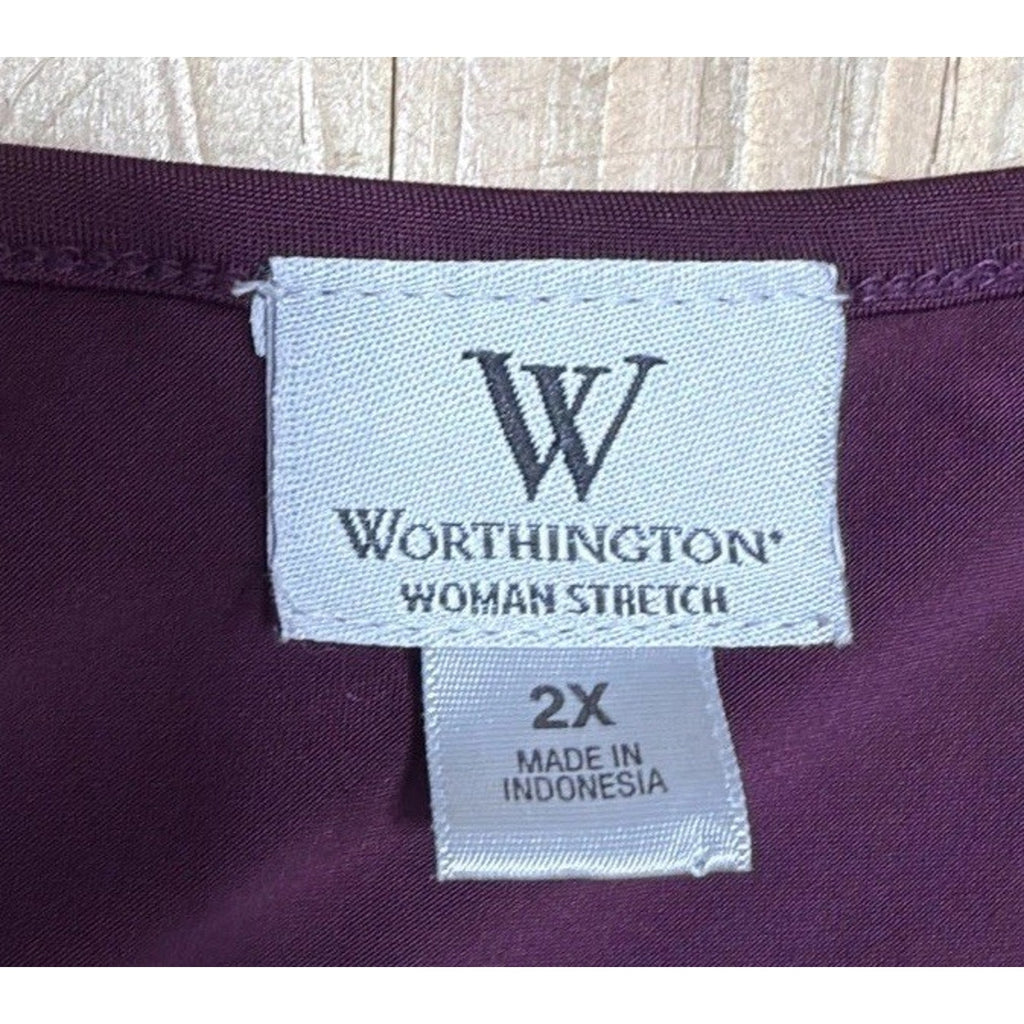 W
WORTHINGTON®
WOMAN STRETCH
2X
MADE IN
INDONESIA